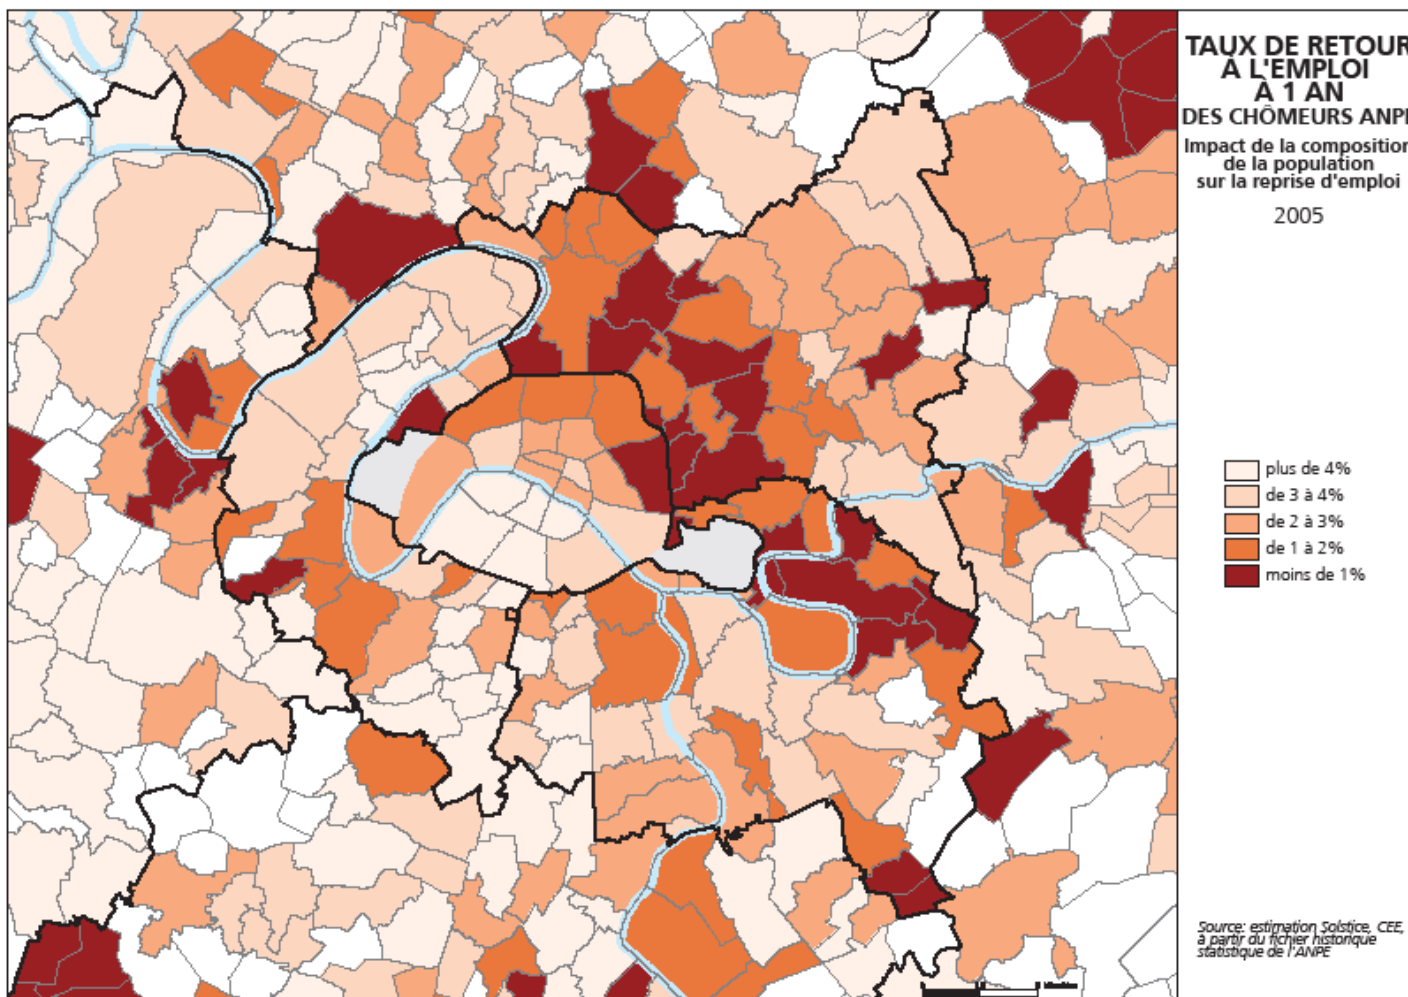 TAUX DE RETOUR
A L'EMPLOI
À 1 AN
DES CHÔMEURS ANPE
Impact de la composition
de la population
sur la reprise d'emploi
2005
plus de 4%
de 3 à 4%
de 2 à 3%
de 1 à 2%
moins de 1%
Source: estimation Solstice, CEE,
à partir du fichier historique
statistique de l'ANPE